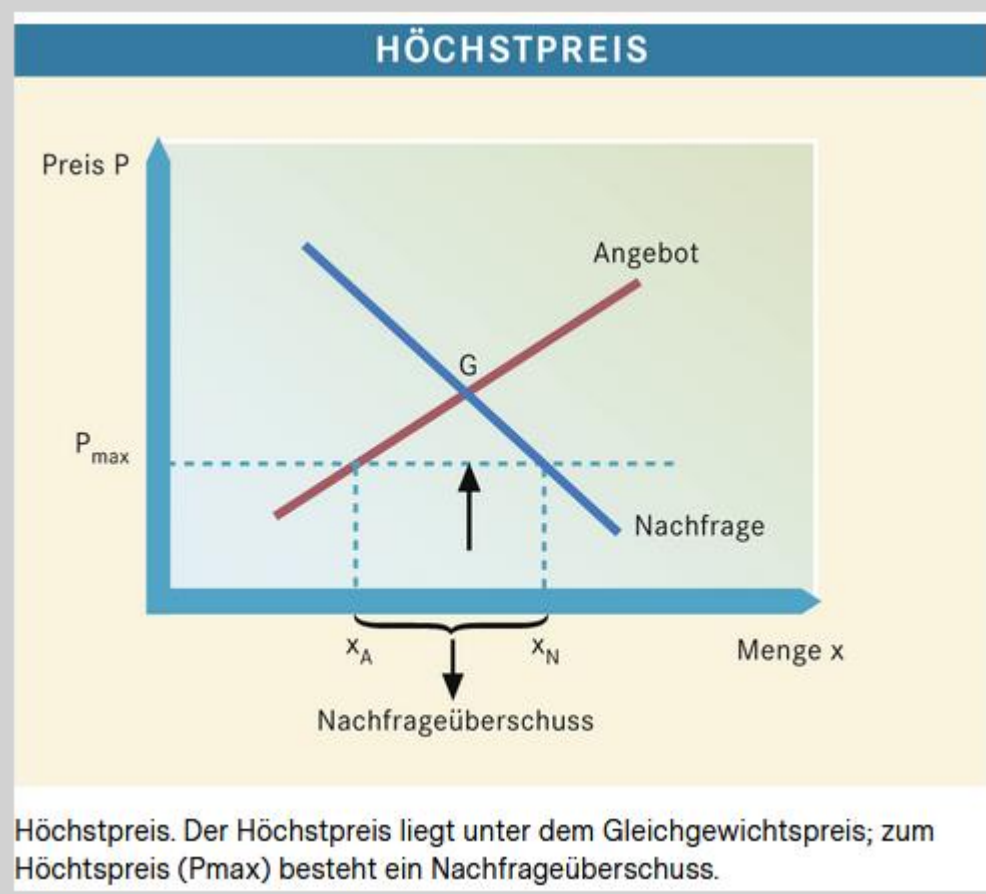 HÖCHSTPREIS
Preis P
Angebot
G
Pmax
Nachfrage
xA
xN
Menge x
Nachfrageüberschuss
Höchstpreis. Der Höchstpreis liegt unter dem Gleichgewichtspreis; zum
Höchtspreis (Pmax) besteht ein Nachfrageüberschuss.